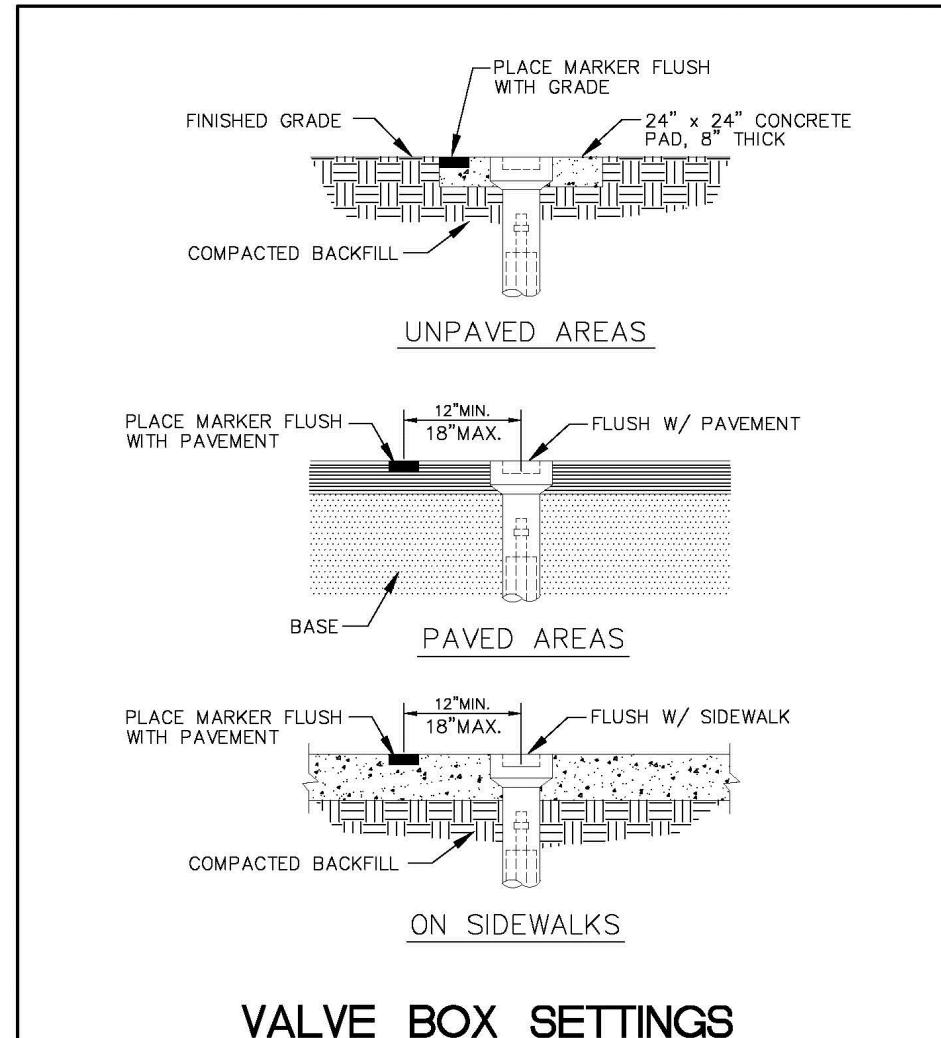 PLACE MARKER FLUSH
WITH GRADE
FINISHED GRADE
24" x 24" CONCRETE
PAD, 8" THICK
COMPACTED BACKFILL
UNPAVED AREAS
PLACE MARKER FLUSH
WITH PAVEMENT
12"MIN.
18"MAX.
FLUSH W/ PAVEMENT
BASE
PAVED AREAS
PLACE MARKER FLUSH
WITH PAVEMENT
12"MIN.
18"MAX.
FLUSH W/ SIDEWALK
COMPACTED BACKFILL
ON SIDEWALKS
VALVE BOX SETTINGS